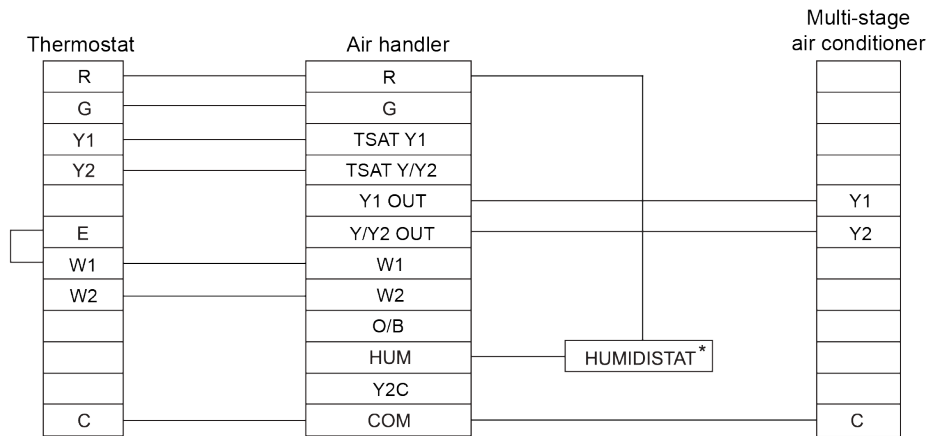 Multi-stage
air conditioner
Thermostat
Air handler
R
R
G
G
Y1
TSAT Y1
Y2
TSAT Y/Y2
Y1 OUT
Y1
E
Y/Y2 OUT
Y2
W1
W1
W2
W2
O/B
HUM
HUMIDISTAT*
Y2C
C
COM
C